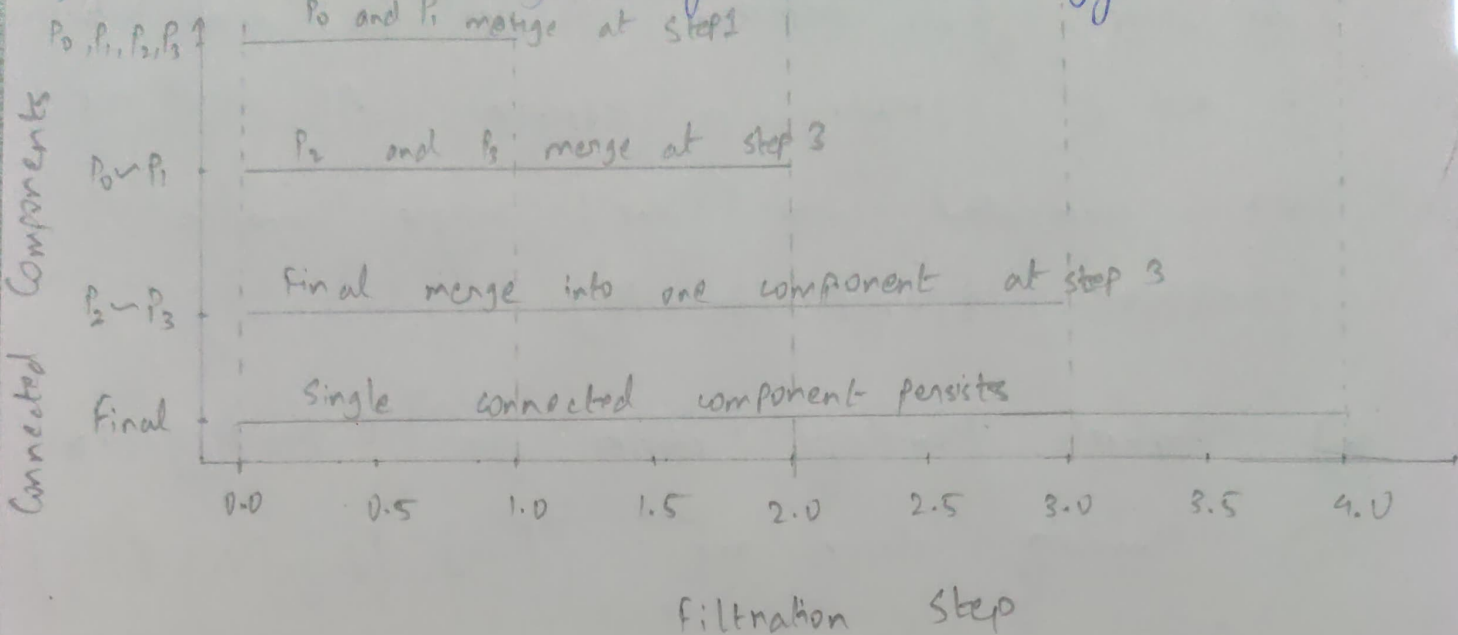 P0, P1, P2, P3
P0 and P1 merge at step1
P0~P1
P2 and P3 merge at step 3
P2~P3
Final merge into one component at step 3
Final
Single connected component persists
Connected Components
0.0 0.5 1.0 1.5 2.0 2.5 3.0 3.5 4.0
filtration step